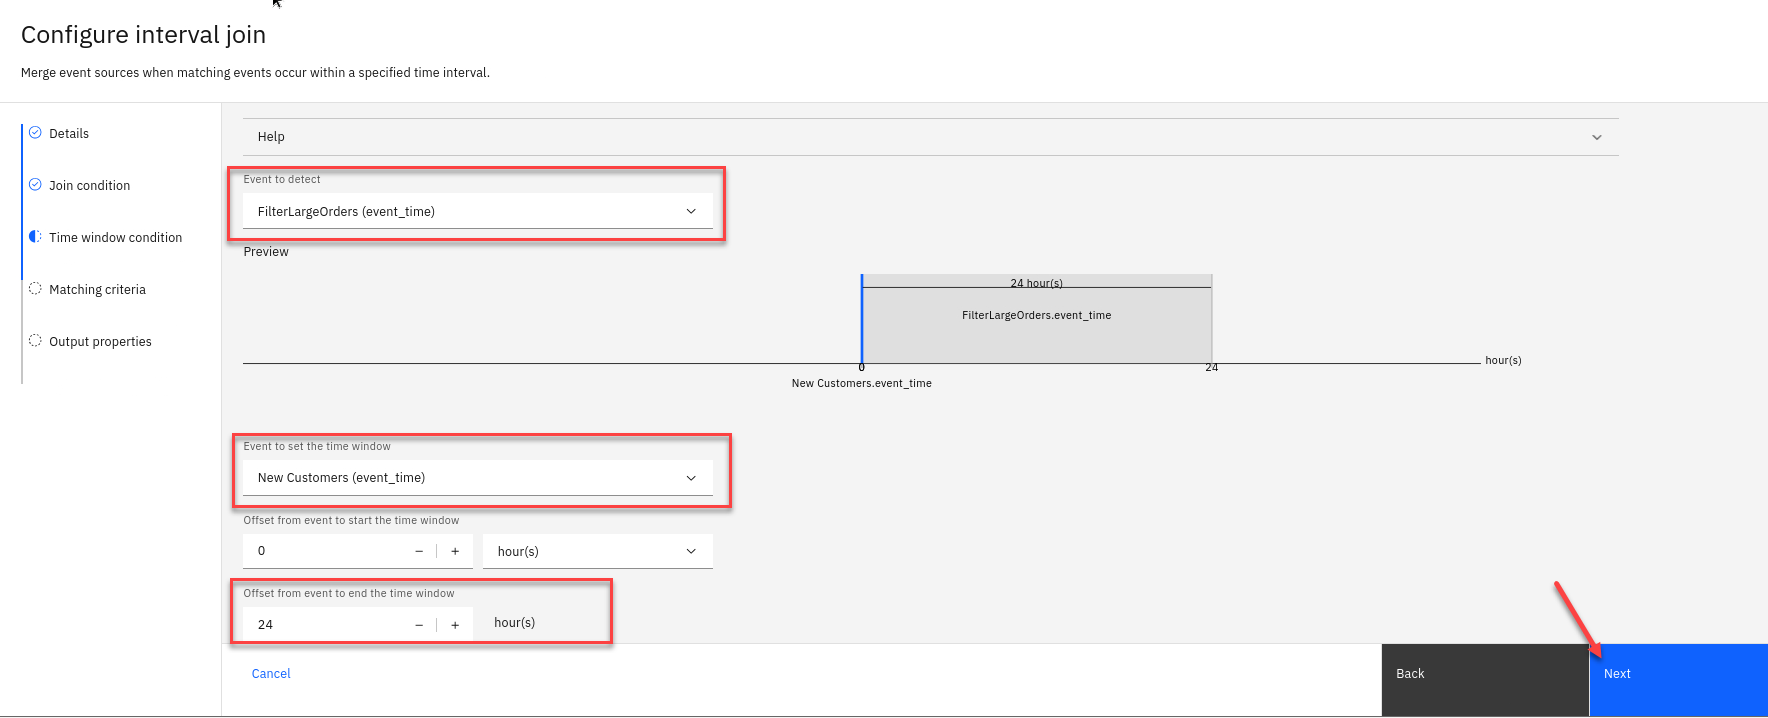 Configure interval join
Merge event sources when matching events occur within a specified time interval.
Details
Join condition
Time window condition
Matching criteria
Output properties
Help
Event to detect
FilterLargeOrders (event_time)
Preview
24 hour(s)
FilterLargeOrders.event_time
hour(s)
0
24
New Customers.event_time
Event to set the time window
New Customers (event_time)
Offset from event to start the time window
0
hour(s)
Offset from event to end the time window
24
hour(s)
Cancel
Back
Next